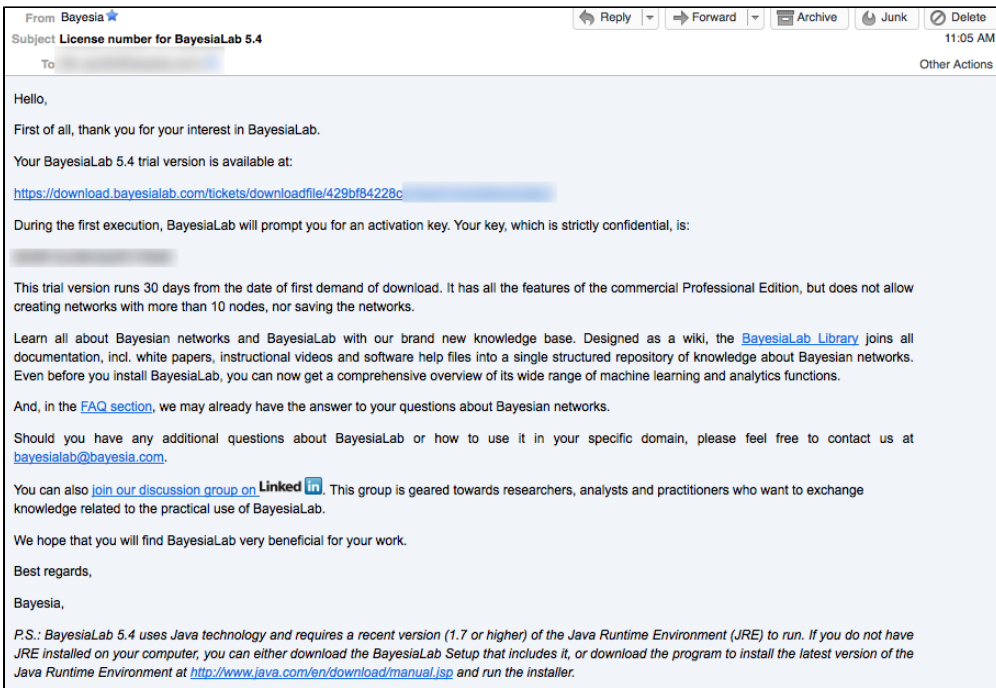 From Bayesia
Reply Forward Archive Junk Delete
Subject License number for BayesiaLab 5.4
11:05 AM
To
Other Actions
Hello,
First of all, thank you for your interest in BayesiaLab.
Your BayesiaLab 5.4 trial version is available at:
https://download.bayesialab.com/tickets/downloadfile/429bf84228c
During the first execution, BayesiaLab will prompt you for an activation key. Your key, which is strictly confidential, is:
This trial version runs 30 days from the date of first demand of download. It has all the features of the commercial Professional Edition, but does not allow
creating networks with more than 10 nodes, nor saving the networks.
Learn all about Bayesian networks and BayesiaLab with our brand new knowledge base. Designed as a wiki, the BayesiaLab Library joins all
documentation, incl. white papers, instructional videos and software help files into a single structured repository of knowledge about Bayesian networks.
Even before you install BayesiaLab, you can now get a comprehensive overview of its wide range of machine learning and analytics functions.
And, in the FAQ section, we may already have the answer to your questions about Bayesian networks.
Should you have any additional questions about BayesiaLab or how to use it in your specific domain, please feel free to contact us at
bayesialab@bayesia.com.
You can also join our discussion group on Linked in. This group is geared towards researchers, analysts and practitioners who want to exchange
knowledge related to the practical use of BayesiaLab.
We hope that you will find BayesiaLab very beneficial for your work.
Best regards,
Bayesia,
P.S.: BayesiaLab 5.4 uses Java technology and requires a recent version (1.7 or higher) of the Java Runtime Environment (JRE) to run. If you do not have
JRE installed on your computer, you can either download the BayesiaLab Setup that includes it, or download the program to install the latest version of the
Java Runtime Environment at http://www.java.com/en/download/manual.jsp and run the installer.